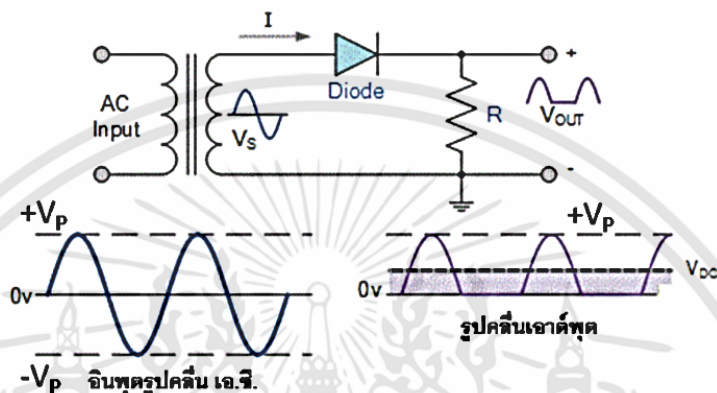 I
AC
Input
Vs
Diode
R
+
VOUT
-
+Vp
0v
-Vp
อินพุตรูปคลื่น เอ.ซี.
+Vp
VDC
0v
รูปคลื่นเอาต์พุต